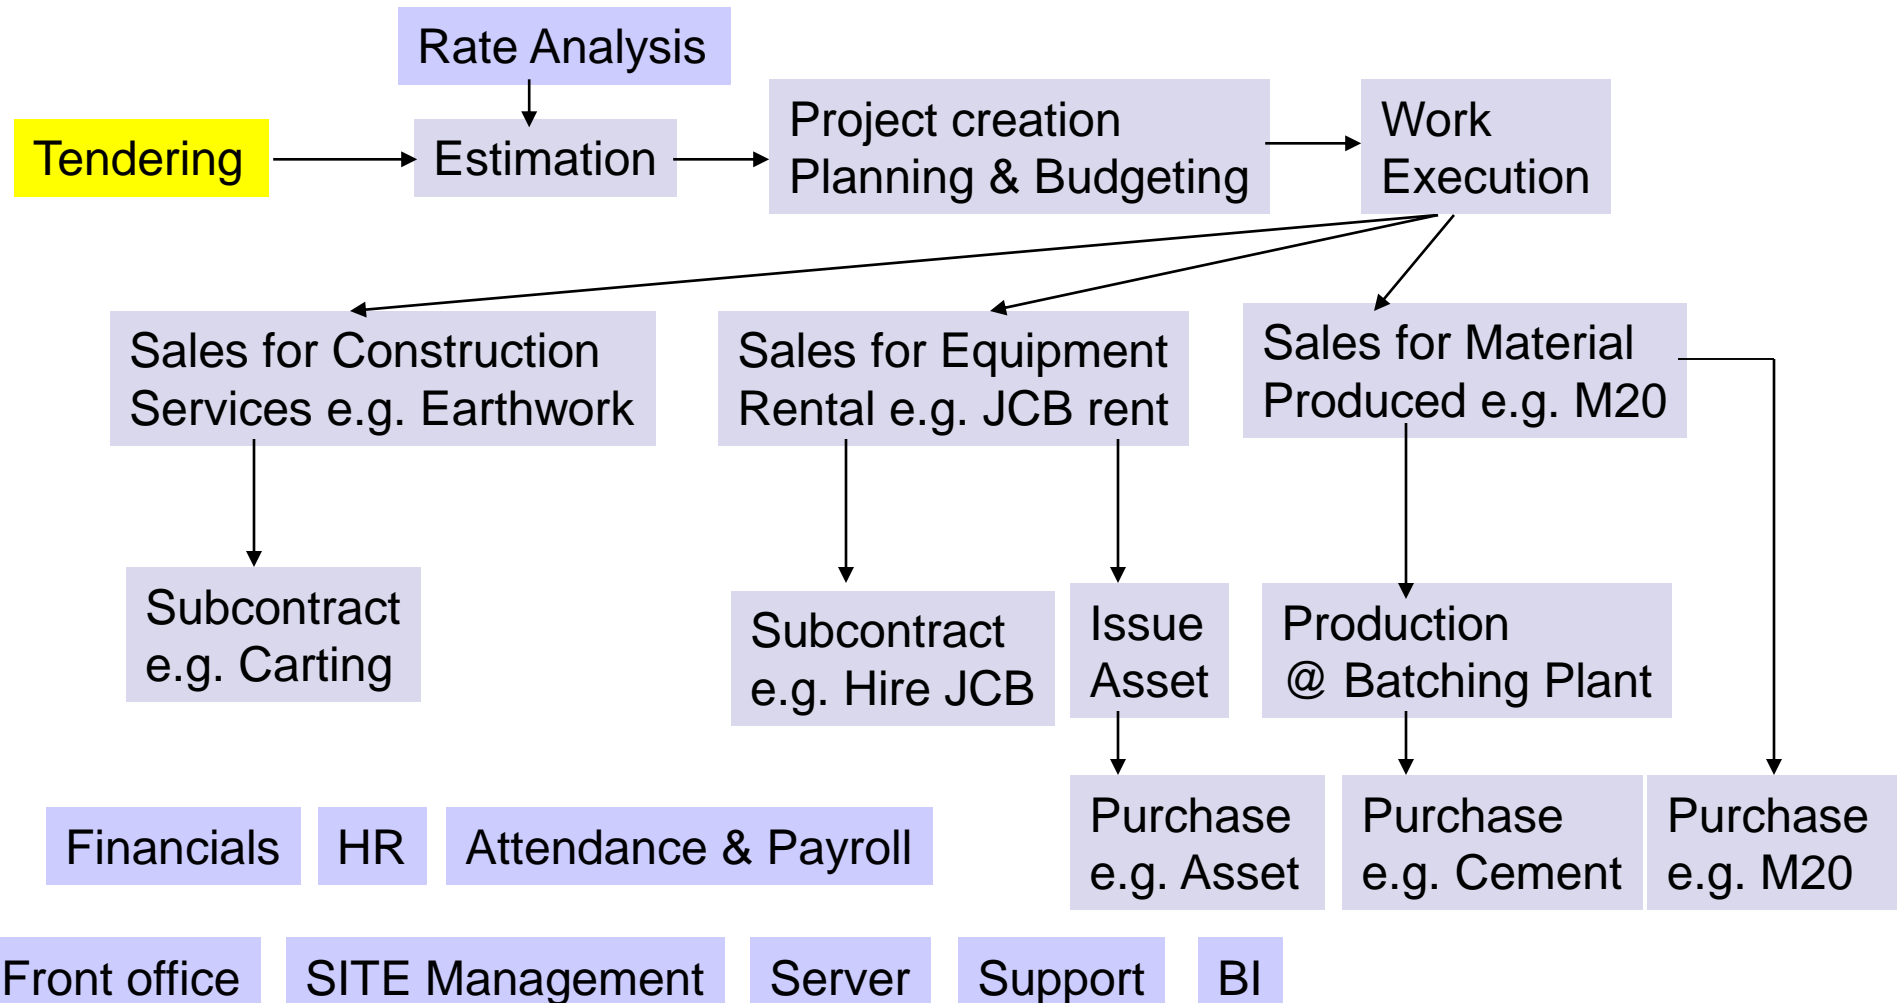 Rate Analysis
Tendering
Estimation
Project creation
Planning & Budgeting
Work
Execution
Sales for Construction
Services e.g. Earthwork
Sales for Equipment
Rental e.g. JCB rent
Sales for Material
Produced e.g. M20
Subcontract
e.g. Carting
Subcontract
e.g. Hire JCB
Issue
Asset
Production
@ Batching Plant
Purchase
e.g. Asset
Purchase
e.g. Cement
Purchase
e.g. M20
Financials
HR
Attendance & Payroll
Front office
SITE Management
Server
Support
BI